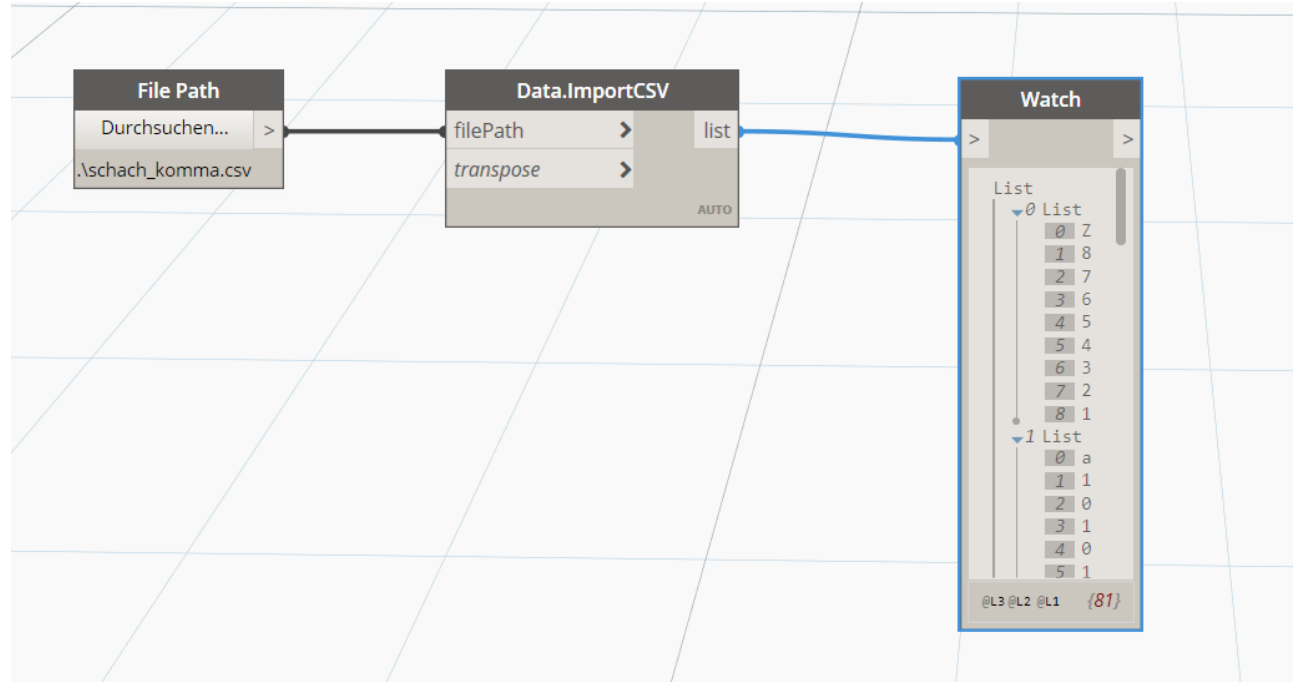 File Path
Durchsuchen... >
.\schach_komma.csv
Data.ImportCSV
filePath > list
transpose >
AUTO
Watch
> >
List
0 List
0 Z
1 8
2 7
3 6
4 5
5 4
6 3
7 2
8 1
1 List
0 a
1 1
2 0
3 1
4 0
5 1
@L3 @L2 @L1 {81}